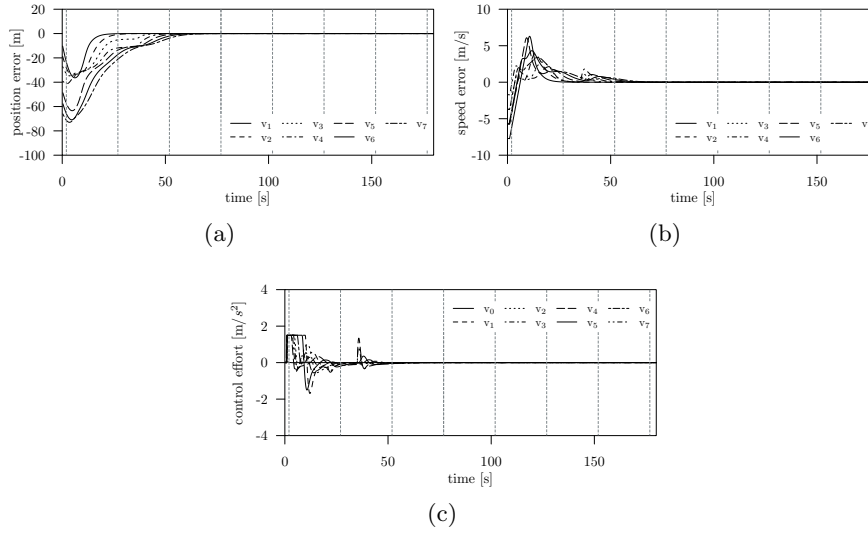 20
0
-20
-40
-60
-80
-100
position error [m]
v1 v3 v5 v7
v2 v4 v6
0 50 100 150
time [s]
(a)
10
5
0
-5
-10
speed error [m/s]
v1 v3 v5 v
v2 v4 v6
0 50 100 150
time [s]
(b)
4
2
0
-2
-4
control effort [m/s²]
v0 v2 v4 v6
v1 v3 v5 v7
0 50 100 150
time [s]
(c)